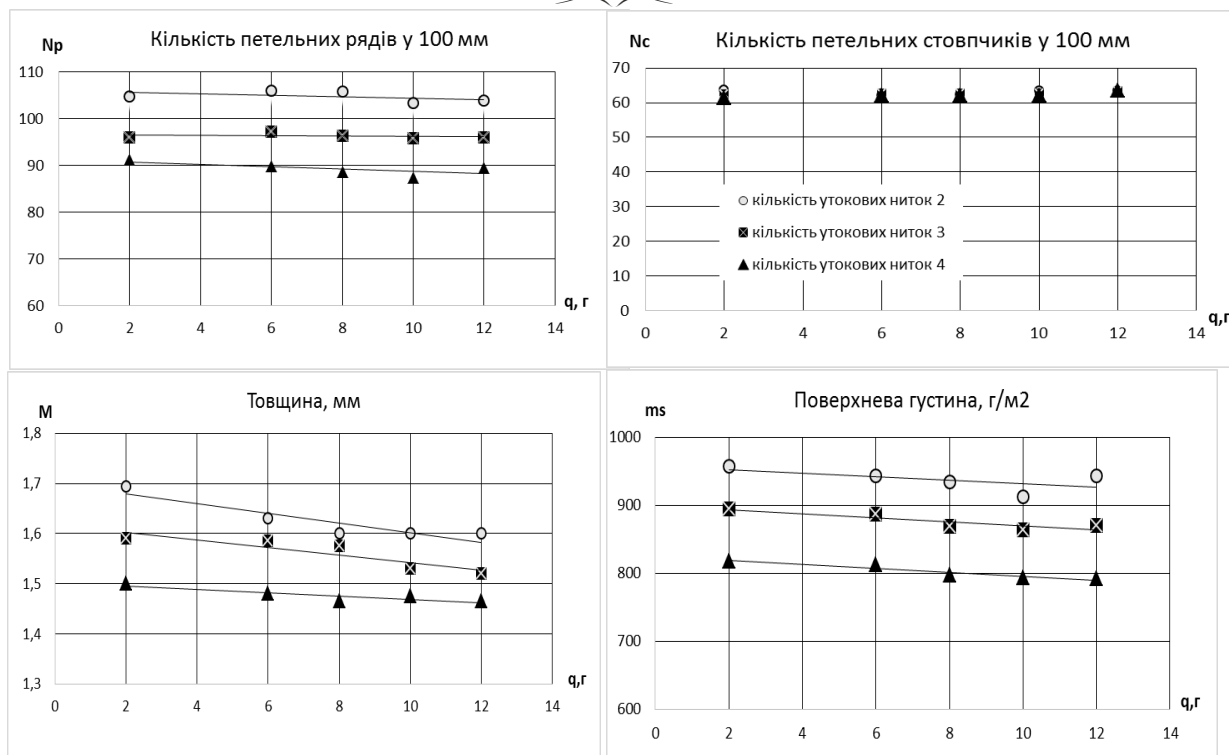 Np
Кількість петельних рядів у 100 мм
110
100
90
80
70
60
0 2 4 6 8 10 12 14
q, г
Nc
Кількість петельних стовпчиків у 100 мм
70
60
50
40
30
20
10
0
кількість утокових ниток 2
кількість утокових ниток 3
кількість утокових ниток 4
0 2 4 6 8 10 12 14
q,г
M
Товщина, мм
1,8
1,7
1,6
1,5
1,4
1,3
0 2 4 6 8 10 12 14
q,г
ms
Поверхнева густина, г/м2
1000
900
800
700
600
0 2 4 6 8 10 12 14
q,г